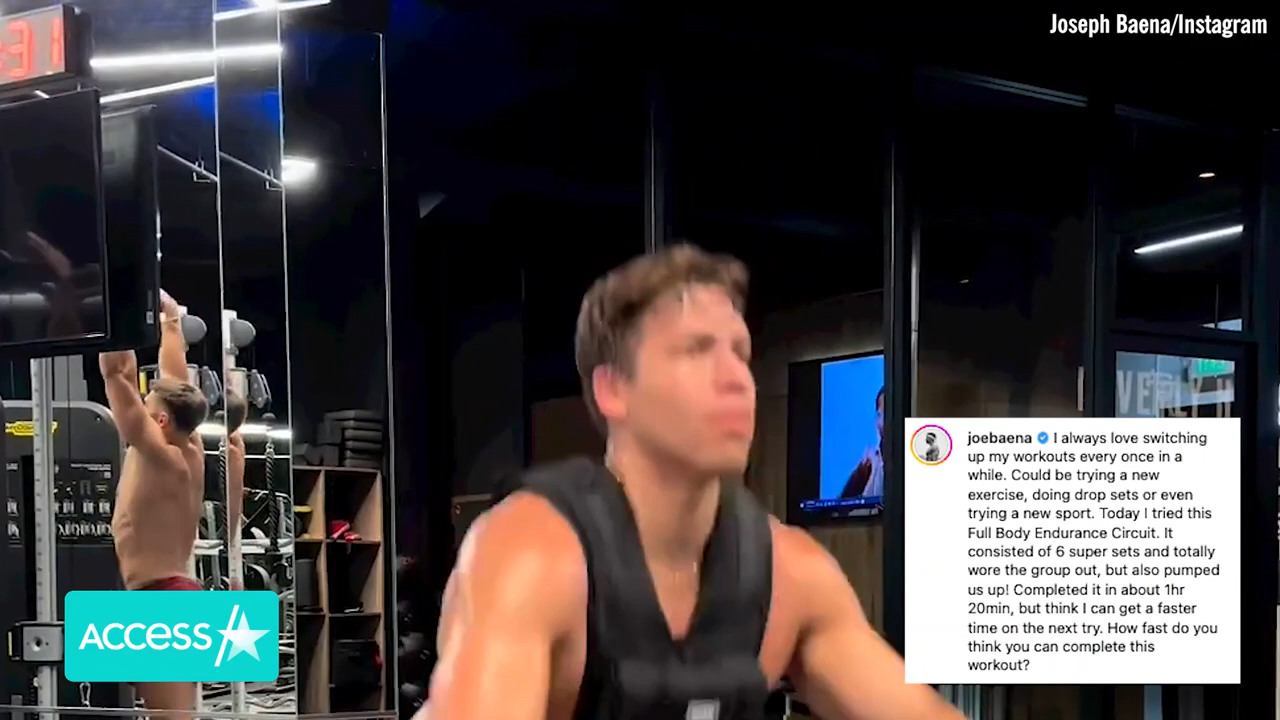 Joseph Baena/Instagram
:31
VERLY H
joebaena I always love switching
up my workouts every once in a
while. Could be trying a new
exercise, doing drop sets or even
trying a new sport. Today I tried this
Full Body Endurance Circuit. It
consisted of 6 super sets and totally
wore the group out, but also pumped
us up! Completed it in about 1hr
20min, but think I can get a faster
time on the next try. How fast do you
think you can complete this
workout?
ACCESS